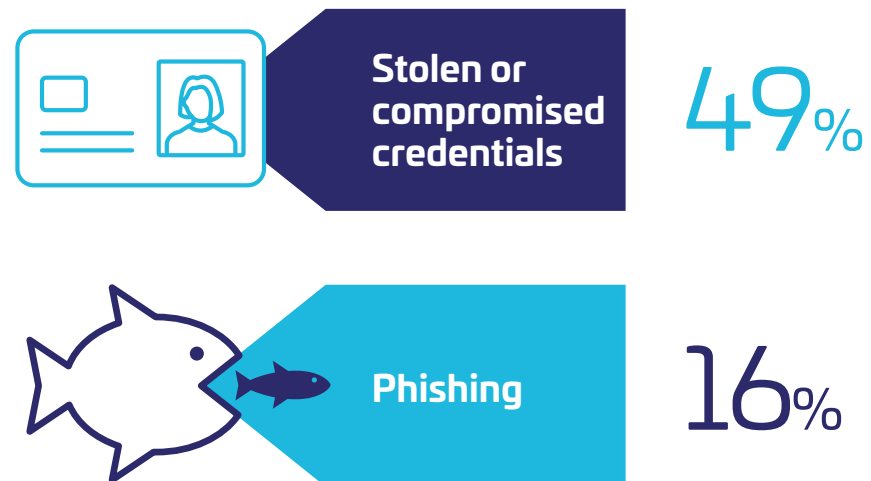 Stolen or
compromised
credentials
49%
Phishing
16%